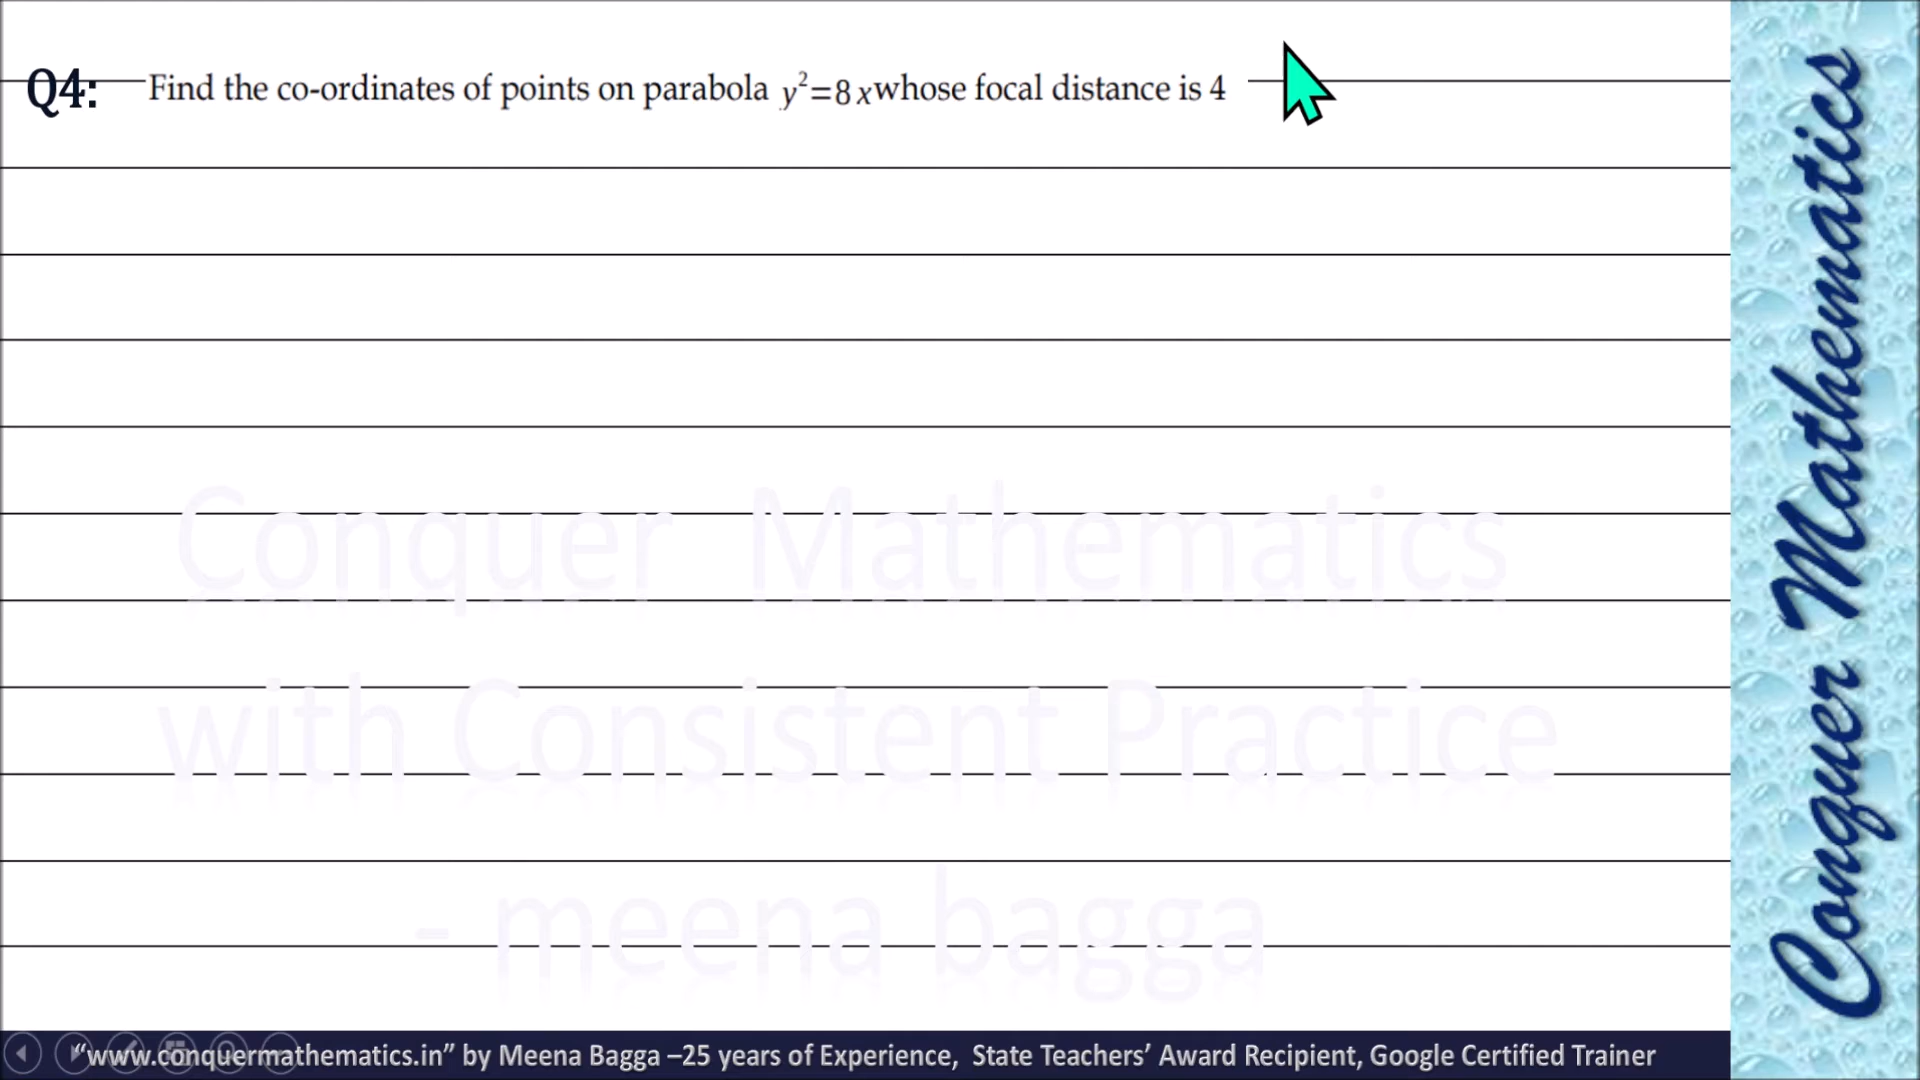 Q4: Find the co-ordinates of points on parabola y²=8x whose focal distance is 4
Conquer Mathematics
with Consistent Practice
- meena bagga
"www.conquermathematics.in" by Meena Bagga –25 years of Experience, State Teachers' Award Recipient, Google Certified Trainer
Conquer Mathematics